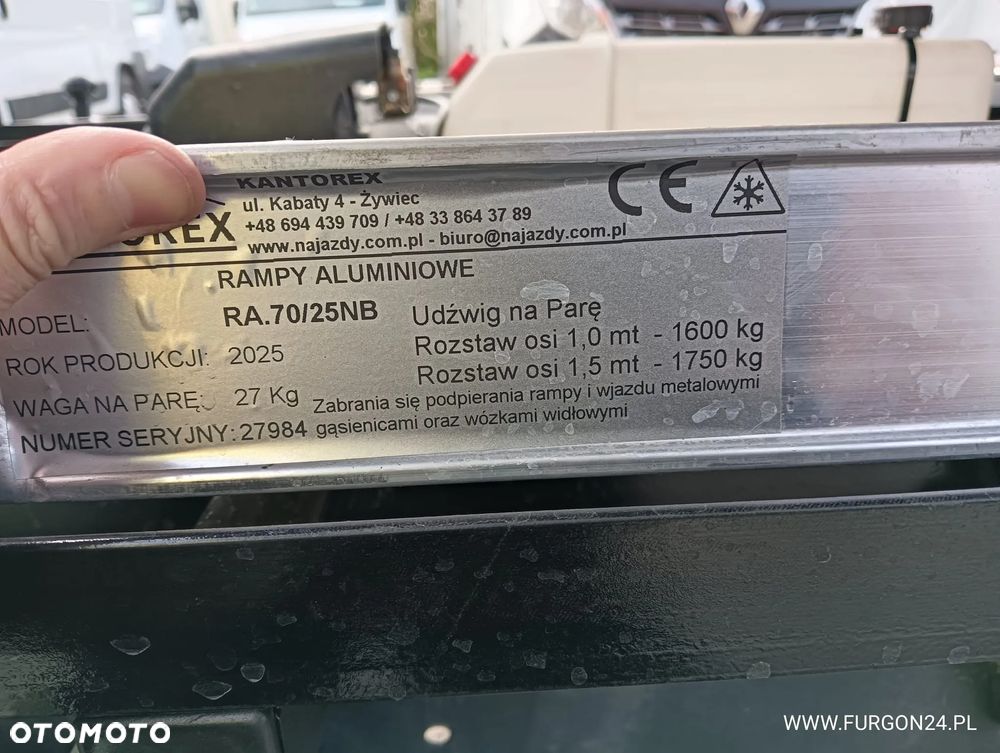 KANTOREX
ul. Kabaty 4 - Żywiec
+48 694 439 709 / +48 33 864 37 89
www.najazdy.com.pl - biuro@najazdy.com.pl
CE
RAMPY ALUMINIOWE
MODEL: RA.70/25NB
ROK PRODUKCJI: 2025
WAGA NA PARĘ: 27 Kg
NUMER SERYJNY: 27984
Udźwig na Parę
Rozstaw osi 1,0 mt - 1600 kg
Rozstaw osi 1,5 mt - 1750 kg
Zabrania się podpierania rampy i wjazdu metalowymi
gąsienicami oraz wózkami widłowymi
OTOMOTO
WWW.FURGON24.PL